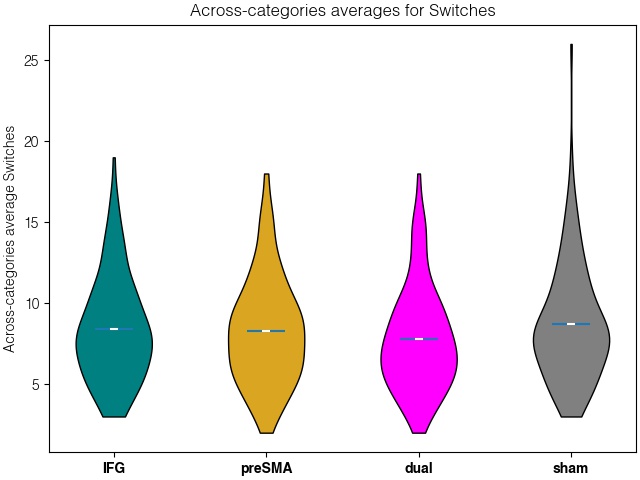 Across-categories averages for Switches
Across-categories average Switches
25
20
15
10
5
IFG preSMA dual sham